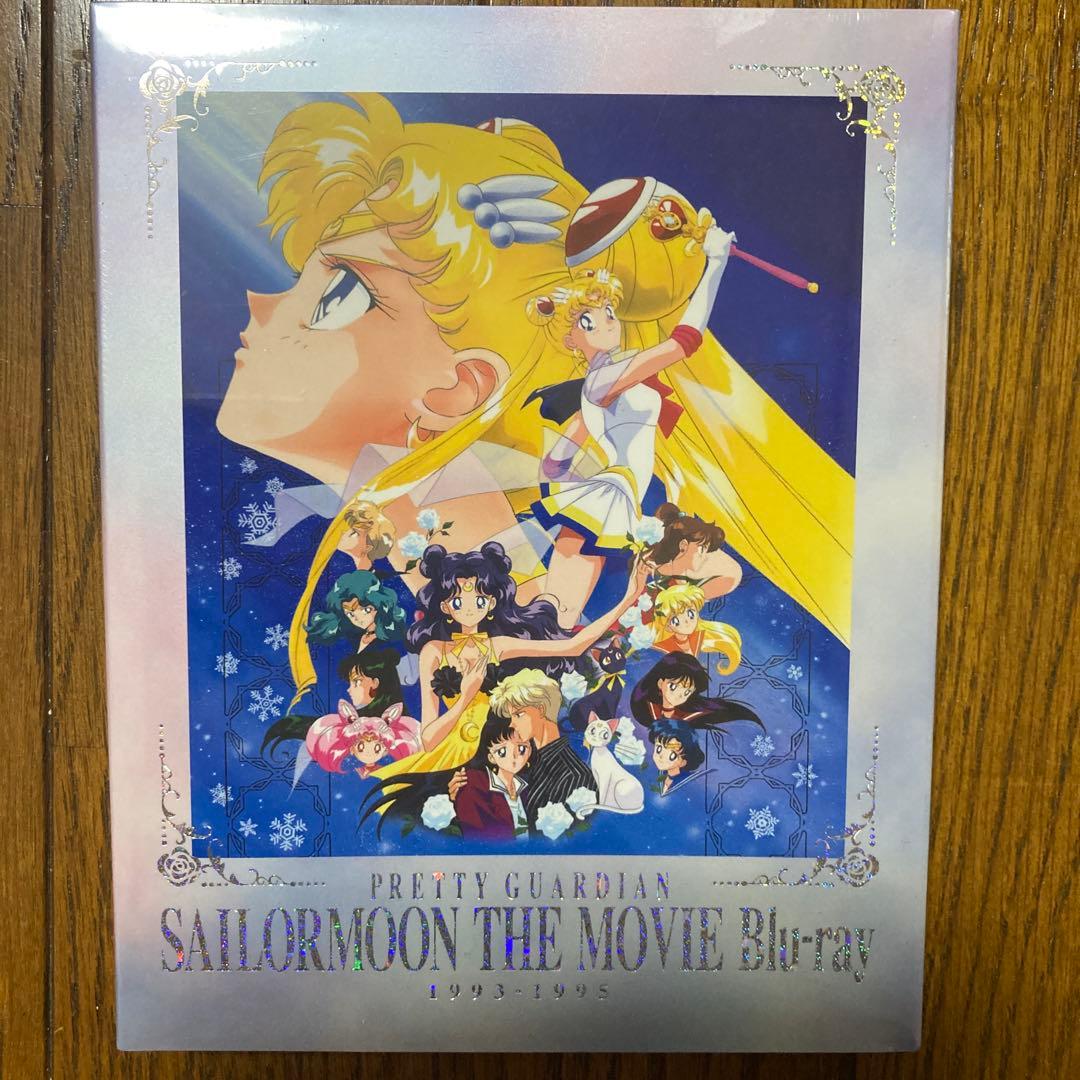 PRETTY GUARDIAN
SAILORMOON THE MOVIE Blu-ray
1993-1995